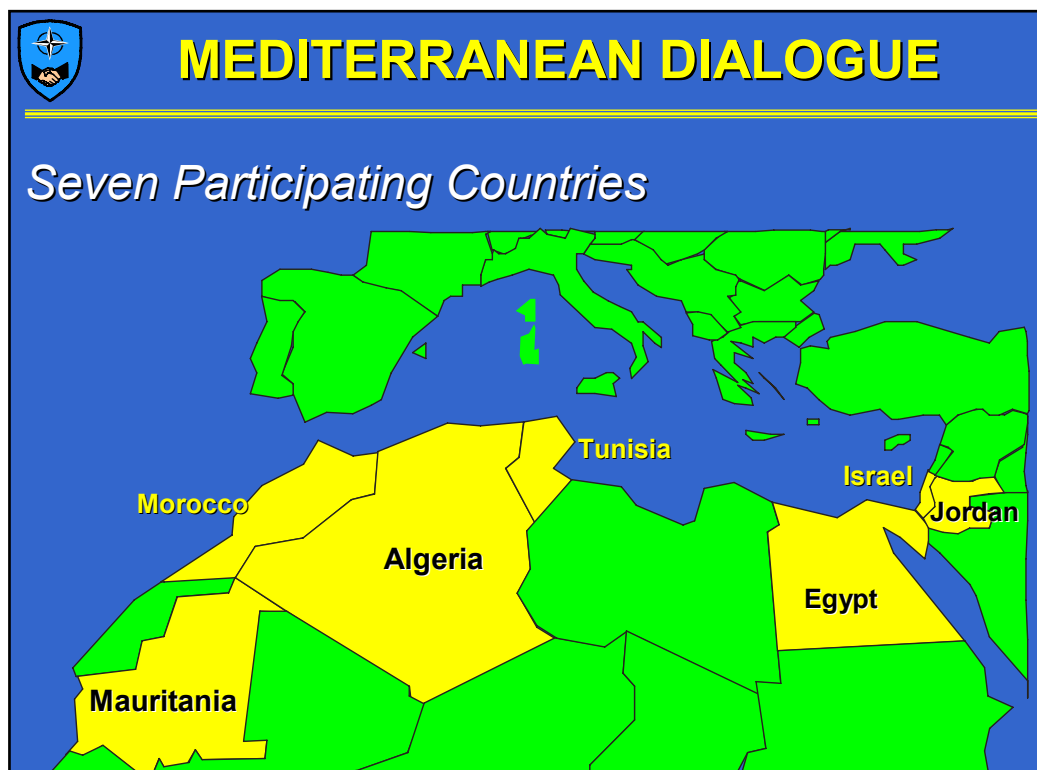 MEDITERRANEAN DIALOGUE
Seven Participating Countries
Tunisia
Israel
Morocco
Jordan
Algeria
Egypt
Mauritania